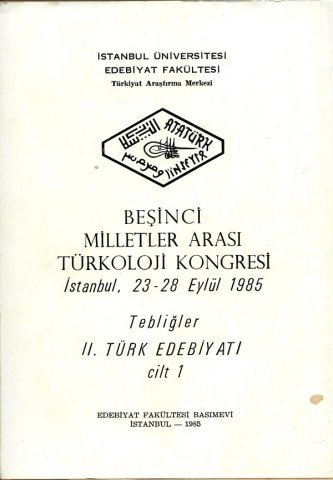 İSTANBUL ÜNİVERSİTESİ
EDEBİYAT FAKÜLTESİ
Türkiyat Araştırma Merkezi
ATATÜRK
BEŞİNCİ
MİLLETLER ARASI
TÜRKOLOJİ KONGRESİ
İstanbul, 23-28 Eylül 1985
Tebliğler
II. TÜRK EDEBİYATI
cilt 1
EDEBİYAT FAKÜLTESİ BASIMEVİ
İSTANBUL — 1985